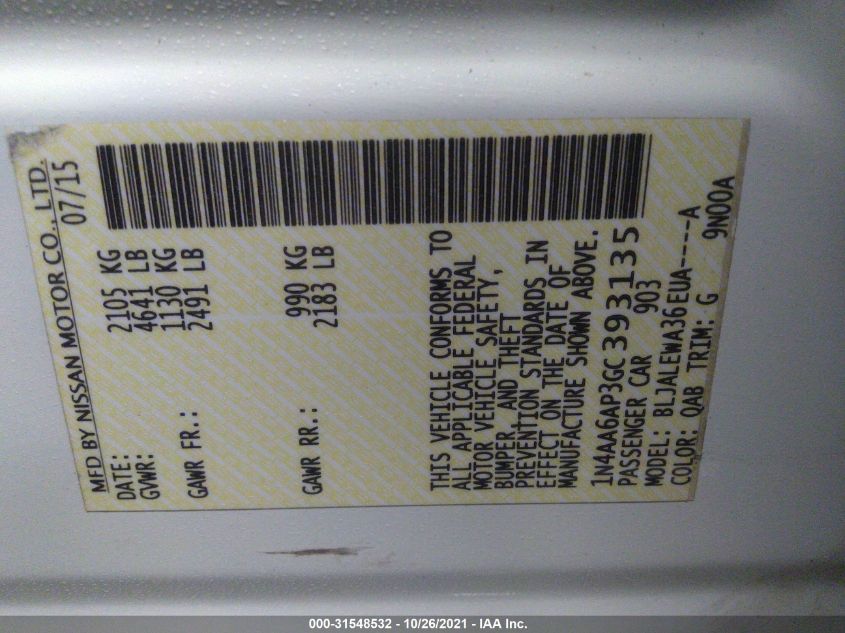 MFD BY NISSAN MOTOR CO., LTD.
DATE: 07/15
GVWR: 2105 KG
4641 LB
GAWR FR.: 1130 KG
2491 LB
GAWR RR.: 990 KG
2183 LB
THIS VEHICLE CONFORMS TO
ALL APPLICABLE FEDERAL
MOTOR VEHICLE SAFETY,
BUMPER, AND THEFT
PREVENTION STANDARDS IN
EFFECT ON THE DATE OF
MANUFACTURE SHOWN ABOVE.
1N4AA6AP3GC393135
PASSENGER CAR 903
MODEL: BLJALEWA36EUA-----A
COLOR: QAB TRIM: G 9N00A
000-31548532 - 10/26/2021 - IAA Inc.